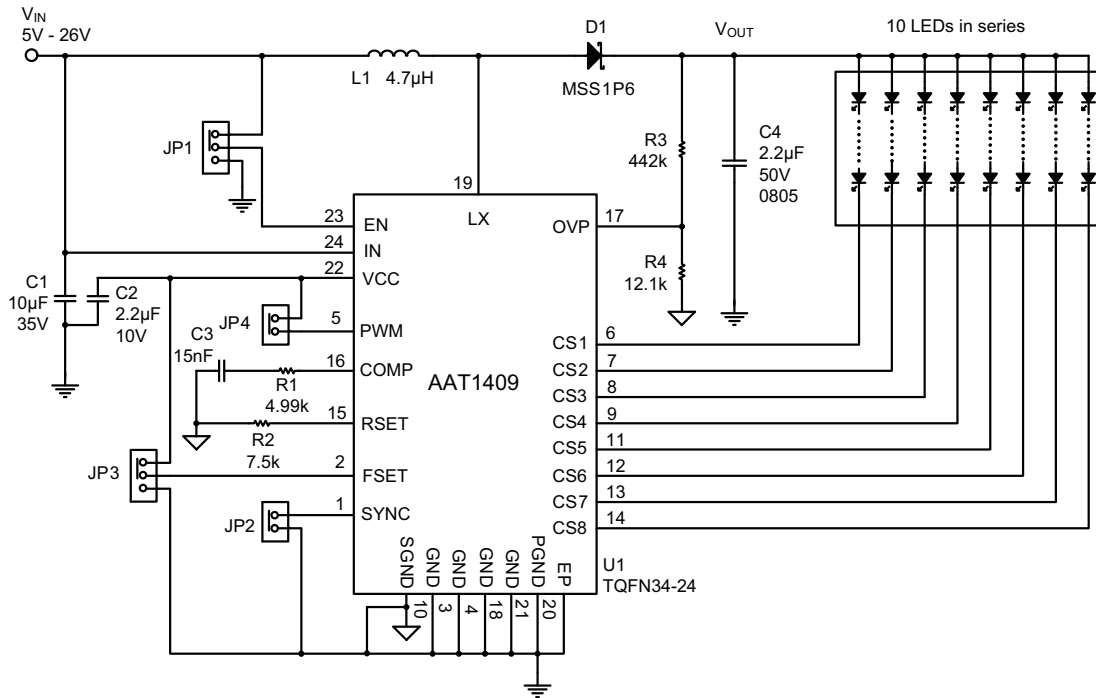 VIN
5V - 26V
D1
VOUT
10 LEDs in series
L1 4.7µH
MSS1P6
JP1
R3
442k
C4
2.2µF
50V
0805
19
LX
23
EN
OVP
17
24
IN
22
VCC
C1
10µF
35V
C2
2.2µF
10V
R4
12.1k
JP4
5
PWM
C3
15nF
16
COMP
R1
4.99k
AAT1409
15
RSET
R2
7.5k
JP3
2
FSET
JP2
1
SYNC
CS1
6
CS2
7
CS3
8
CS4
9
CS5
11
CS6
12
CS7
13
CS8
14
SGND
GND
GND
GND
GND
PGND
EP
10
3
4
18
21
20
U1
TQFN34-24